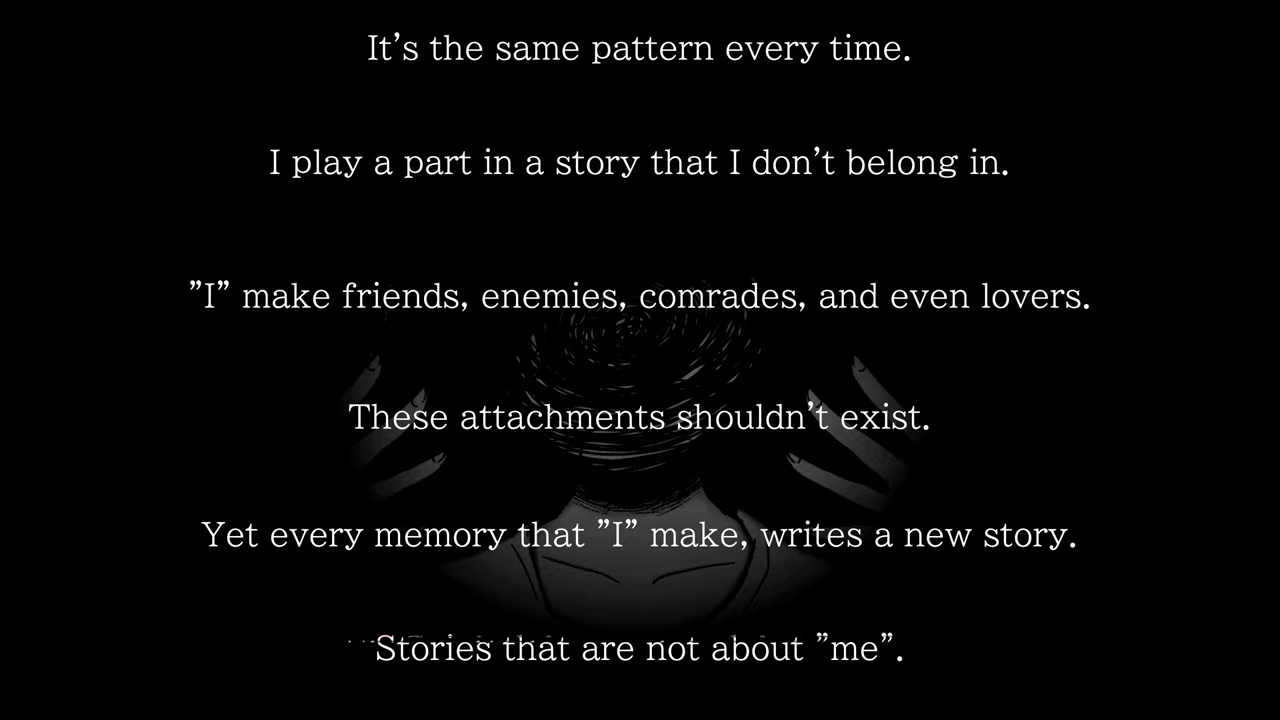 It’s the same pattern every time.
I play a part in a story that I don’t belong in.
”I” make friends, enemies, comrades, and even lovers.
These attachments shouldn’t exist.
Yet every memory that ”I” make, writes a new story.
Stories that are not about ”me”.